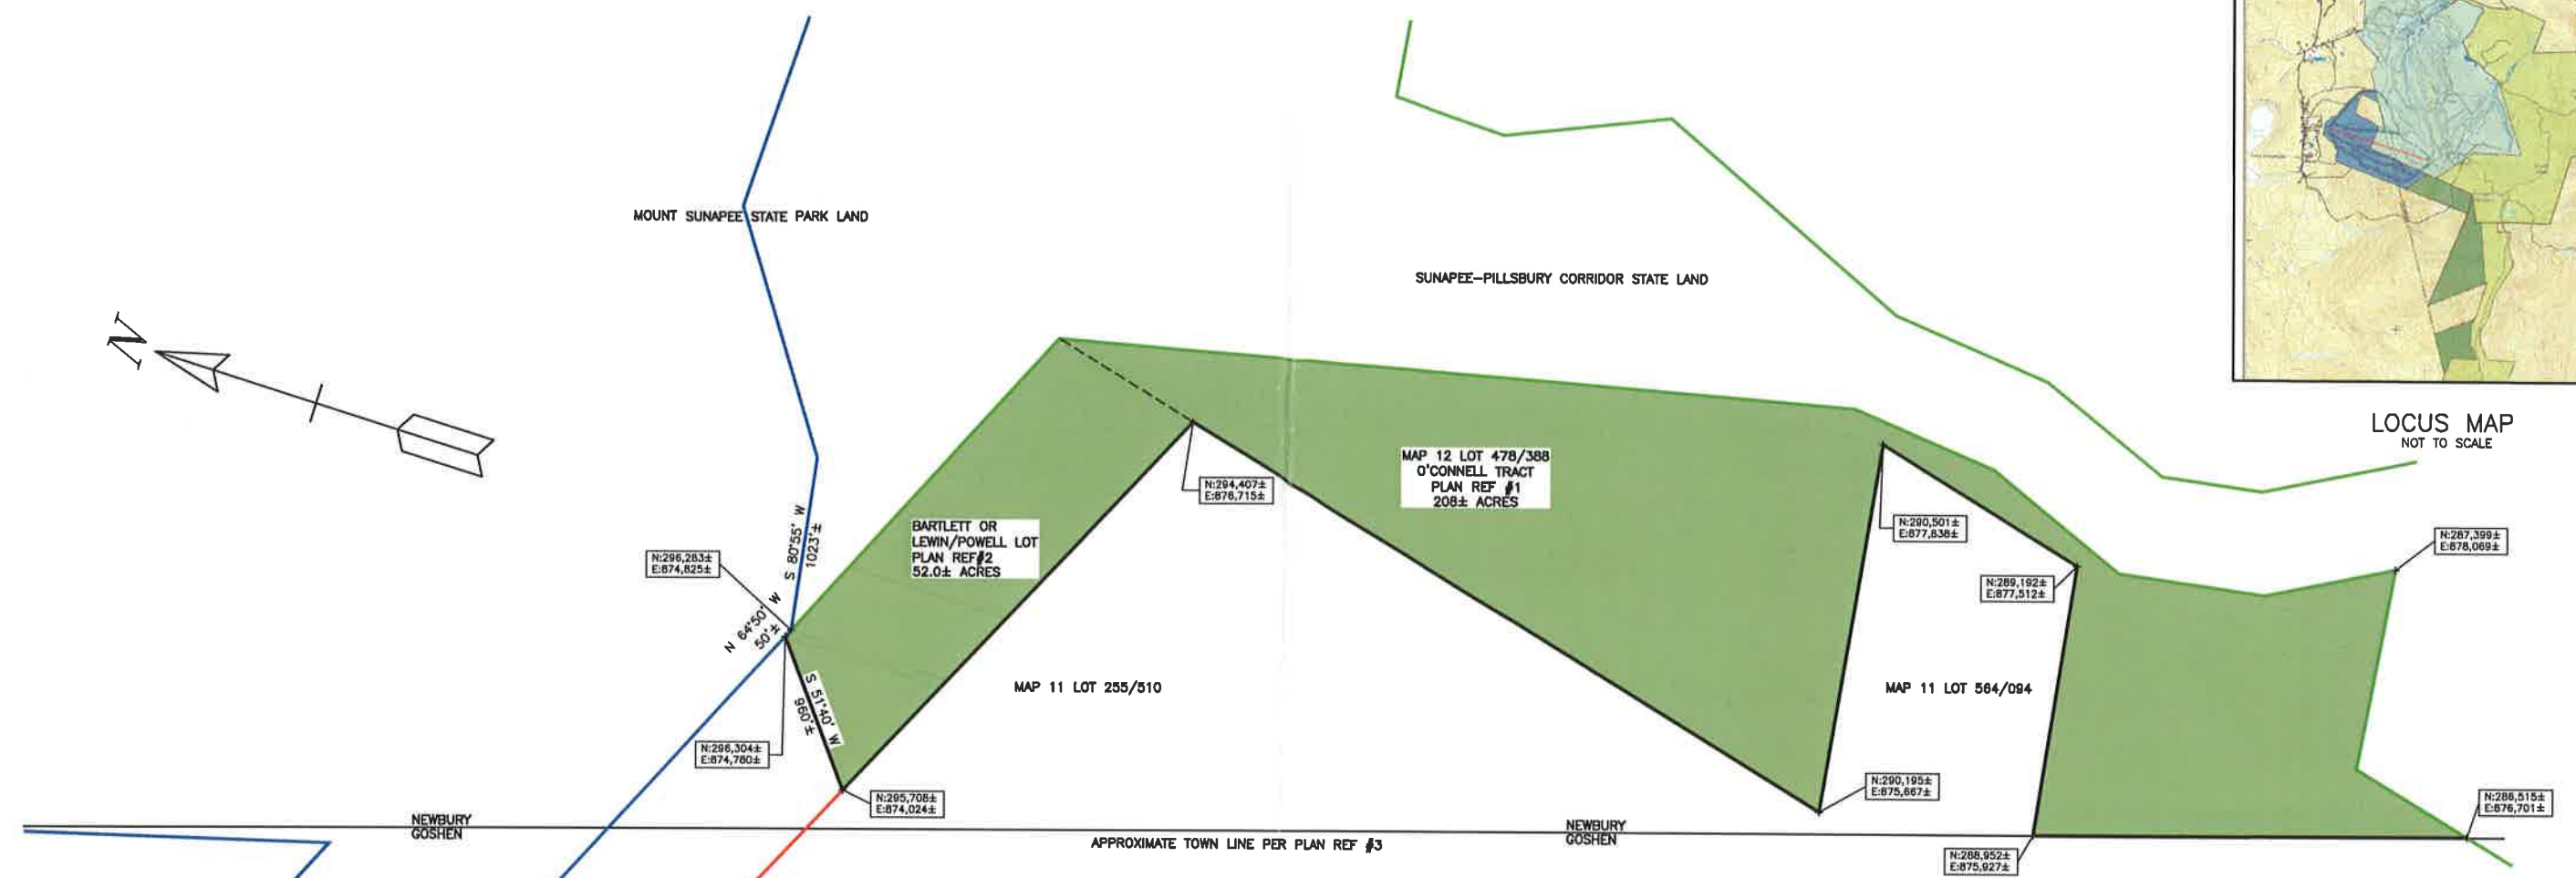 MOUNT SUNAPEE STATE PARK LAND
SUNAPEE-PILLSBURY CORRIDOR STATE LAND
N
LOCUS MAP
NOT TO SCALE
MAP 12 LOT 478/388
O'CONNELL TRACT
PLAN REF #1
208± ACRES
N:294,407±
E:876,715±
BARTLETT OR
LEWIN/POWELL LOT
PLAN REF#2
52.0± ACRES
N:290,501±
E:877,838±
N:287,399±
E:878,069±
S 80°55' W
1023'±
N:296,283±
E:874,825±
N:289,192±
E:877,512±
N 64°50' W
50'±
S 51°40' W
960'±
MAP 11 LOT 255/510
MAP 11 LOT 564/094
N:296,304±
E:874,780±
N:295,708±
E:874,024±
N:290,195±
E:875,667±
N:286,515±
E:876,701±
NEWBURY
GOSHEN
APPROXIMATE TOWN LINE PER PLAN REF #3
NEWBURY
GOSHEN
N:288,952±
E:875,927±